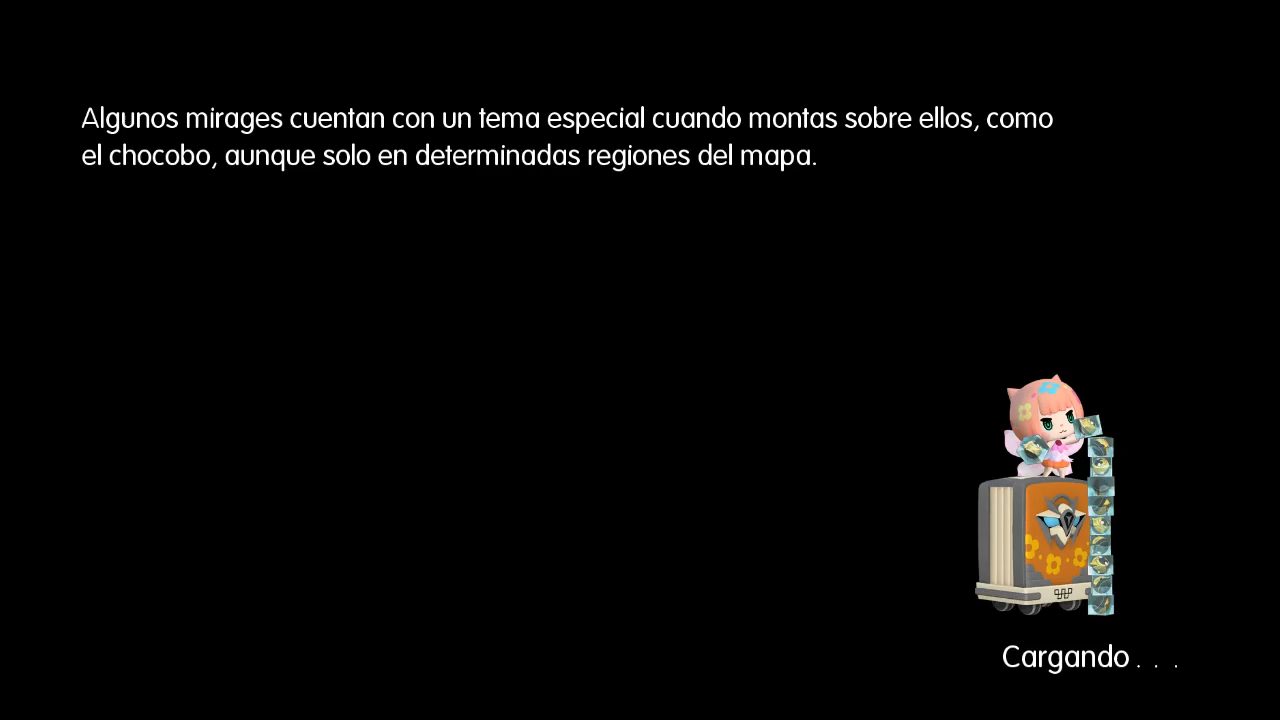 Algunos mirages cuentan con un tema especial cuando montas sobre ellos, como
el chocobo, aunque solo en determinadas regiones del mapa.
Cargando . . .